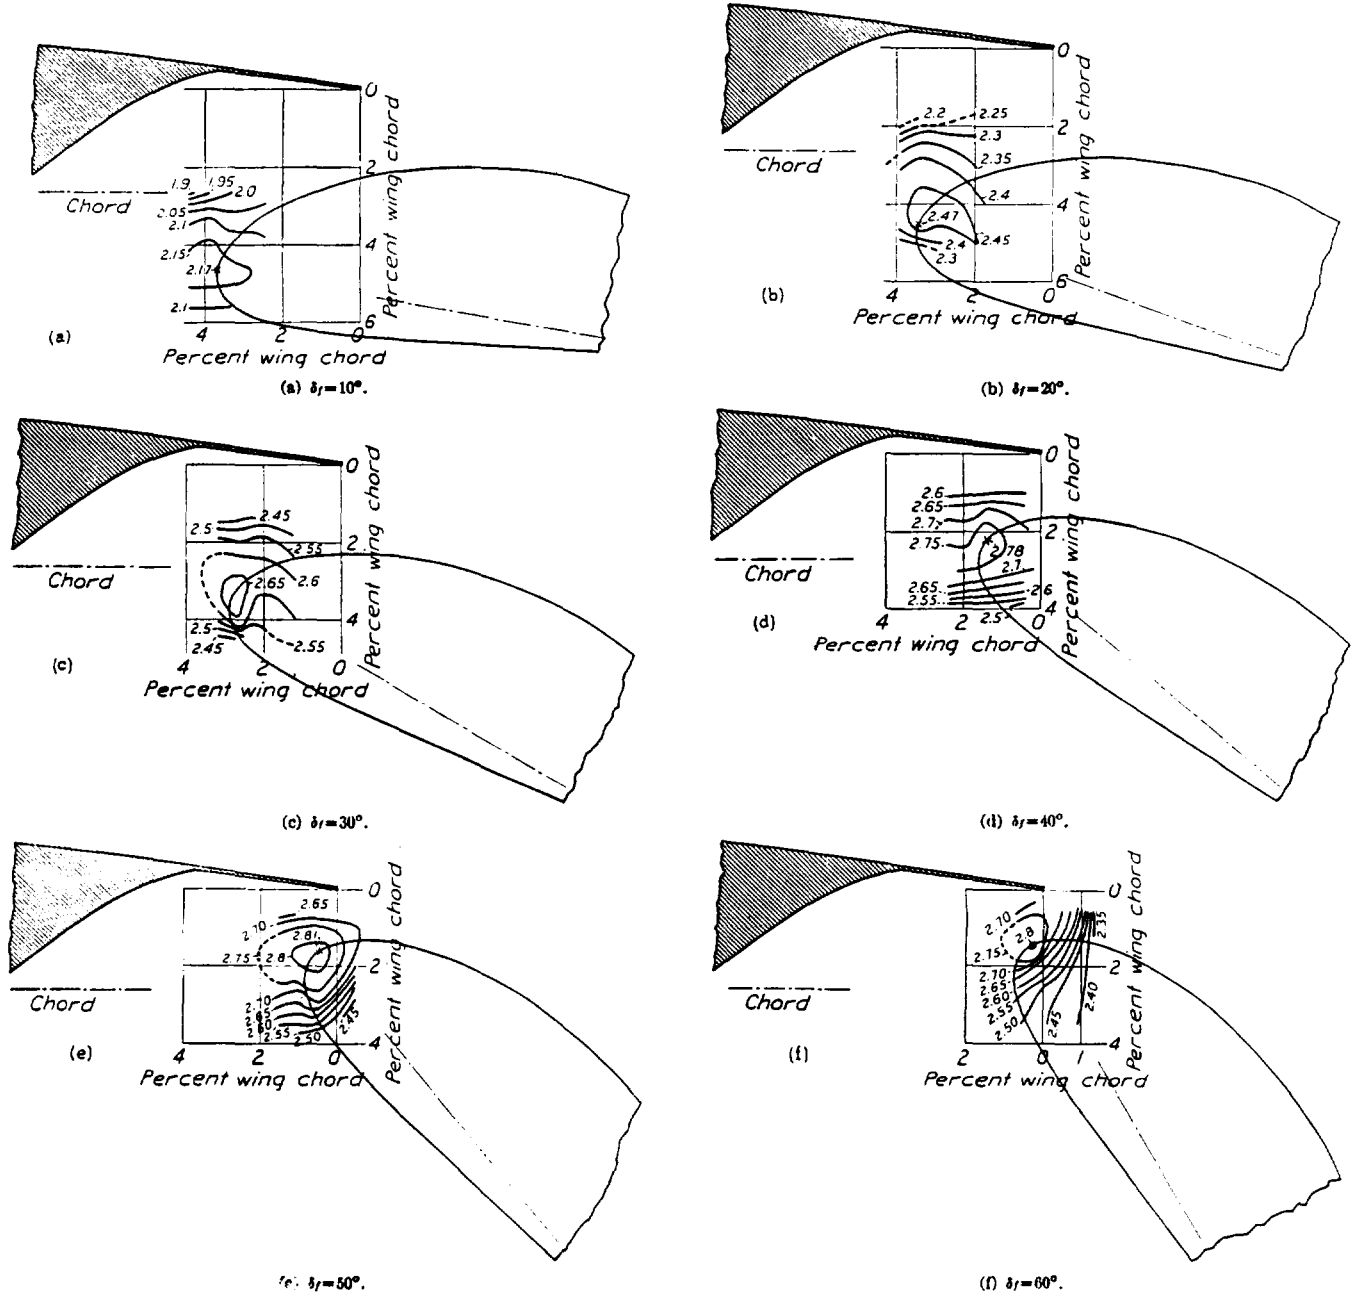 0
2
1.9 1.95 2.0
Chord
2.05
2.1
4
2.15
2.174
2.1
6
(a)
4 2 0
Percent wing chord
Percent wing chord
(a) δf=10°.
0
2.2 2.25
2
2.3
Chord
2.35
2.4
4
2.47
2.45
2.4
2.3
6
(b)
4 2 0
Percent wing chord
Percent wing chord
(b) δf=20°.
0
2.45
2.5
2
2.55
Chord
2.65 2.6
4
2.5
2.45 2.55
(c)
4 2 0
Percent wing chord
Percent wing chord
(c) δf=30°.
0
2.6
2.65
2.7
2
2.75
2.78
Chord
2.7
2.65 2.6
2.55
4
2.5
(d)
4 2 0
Percent wing chord
Percent wing chord
(d) δf=40°.
0
2.65
2.70
2.81
2.75 2.8
2
Chord
2.70
2.65
2.60
2.55 2.50 2.45
4
(e)
4 2 0
Percent wing chord
Percent wing chord
(e) δf=50°.
0
2.70
2.35
2.8
2.75
2
2.70
2.65
2.60
2.55
2.50 2.45 2.40
Chord
4
(f)
2 0 1
Percent wing chord
Percent wing chord
(f) δf=60°.